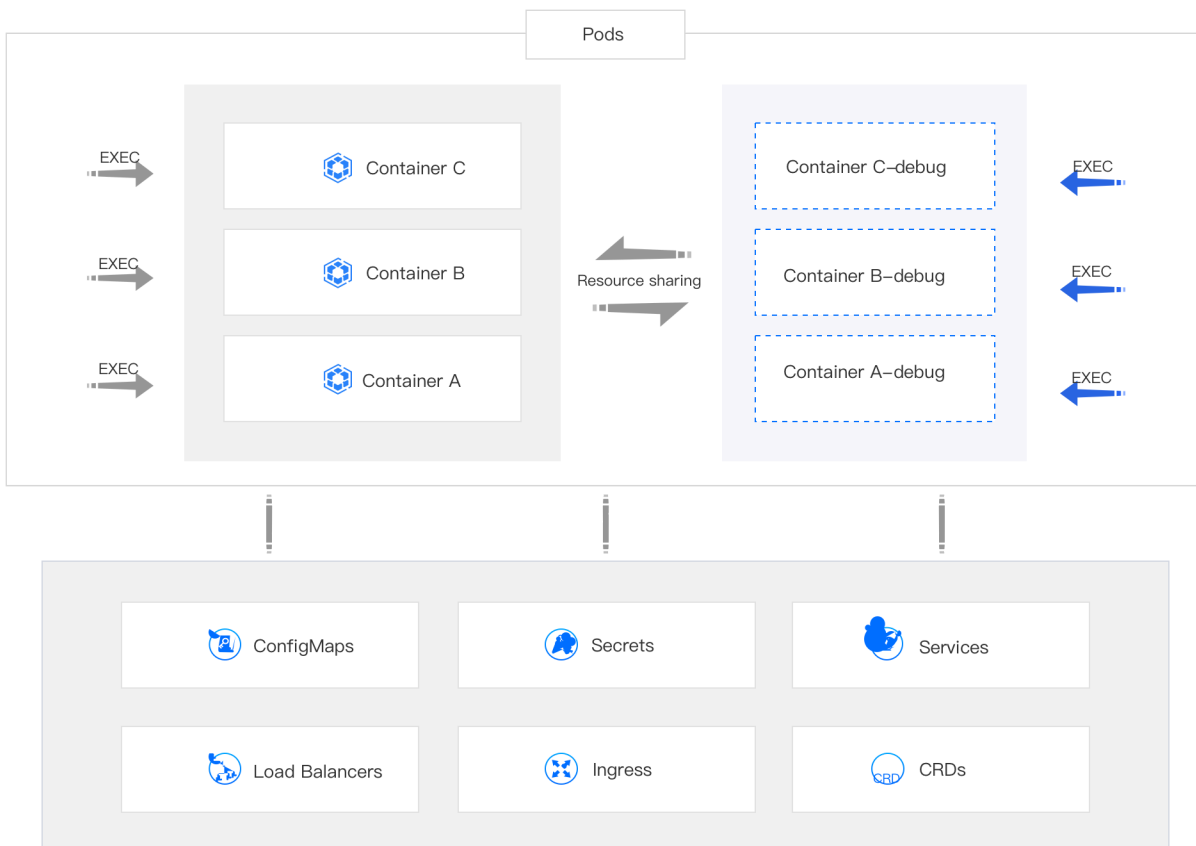 Pods
EXEC
Container C
Container C-debug
EXEC
EXEC
Container B
Resource sharing
Container B-debug
EXEC
EXEC
Container A
Container A-debug
EXEC
ConfigMaps
Secrets
Services
Load Balancers
Ingress
CRD
CRDs